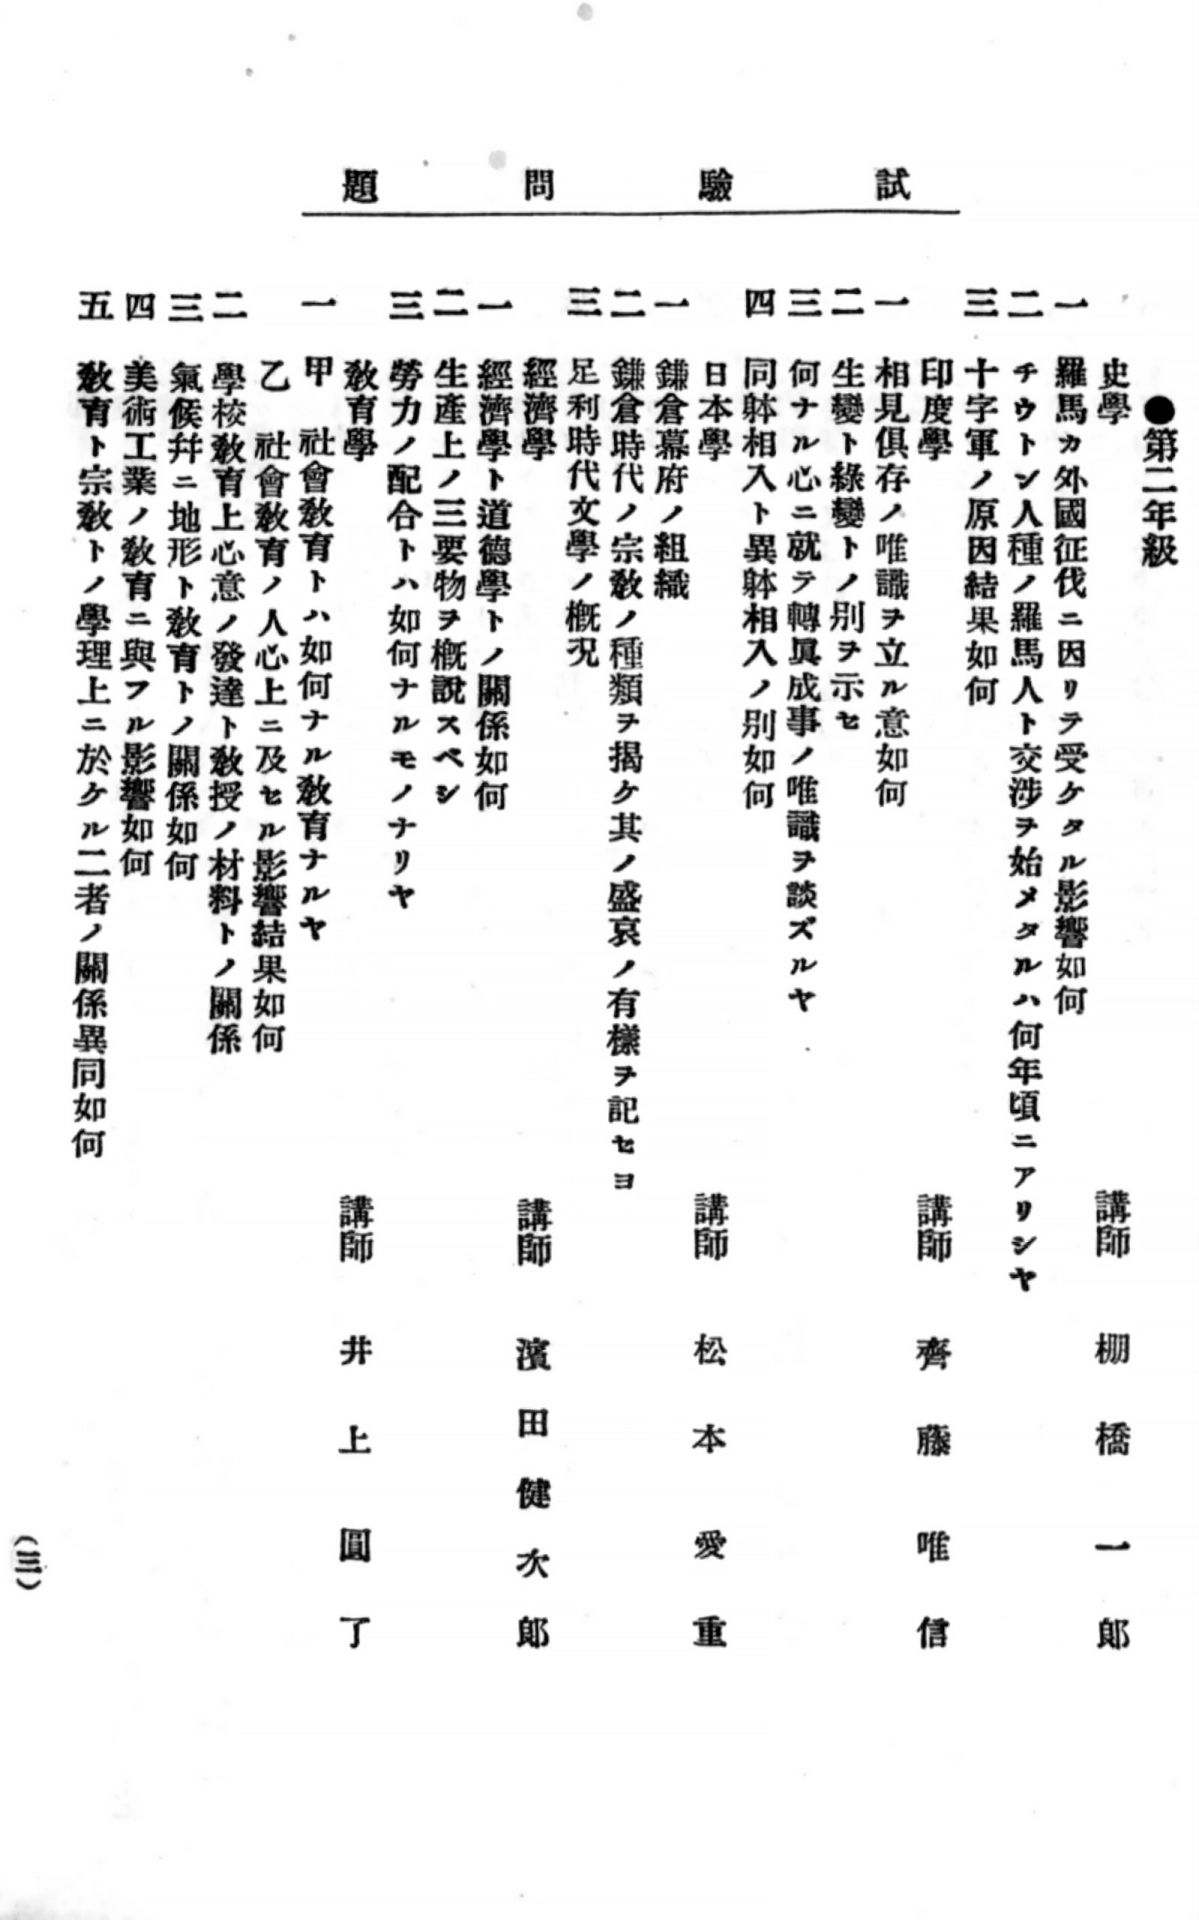 試驗問題
●第二年級
史學 講師 棚橋一郎
一 羅馬カ外國征伐ニ因リテ受ケタル影響如何
二 チウトン人種ノ羅馬人ト交渉ヲ始メタルハ何年頃ニアリシヤ
三 十字軍ノ原因結果如何
印度學 講師 齊藤唯信
一 相見俱存ノ唯識ヲ立ル意如何
二 生變ト緣變トノ別ヲ示セ
三 何ナル心ニ就テ轉眞成事ノ唯識ヲ談ズルヤ
四 同躰相入ト異躰相入ノ別如何
日本學 講師 松本愛重
一 鎌倉幕府ノ組織
二 鎌倉時代ノ宗敎ノ種類ヲ揭ケ其ノ盛哀ノ有樣ヲ記セヨ
三 足利時代文學ノ槪况
經濟學 講師 濱田健次郞
一 經濟學ト道德學トノ關係如何
二 生產上ノ三要物ヲ槪說スベシ
三 勞力ノ配合トハ如何ナルモノナリヤ
敎育學 講師 井上圓了
一 甲 社會敎育トハ如何ナル敎育ナルヤ
乙 社會敎育ノ人心上ニ及セル影響結果如何
二 學校敎育上心意ノ發達ト敎授ノ材料トノ關係
三 氣候幷ニ地形ト敎育トノ關係如何
四 美術工業ノ敎育ニ與フル影響如何
五 敎育ト宗敎トノ學理上ニ於ケル二者ノ關係異同如何
(三)